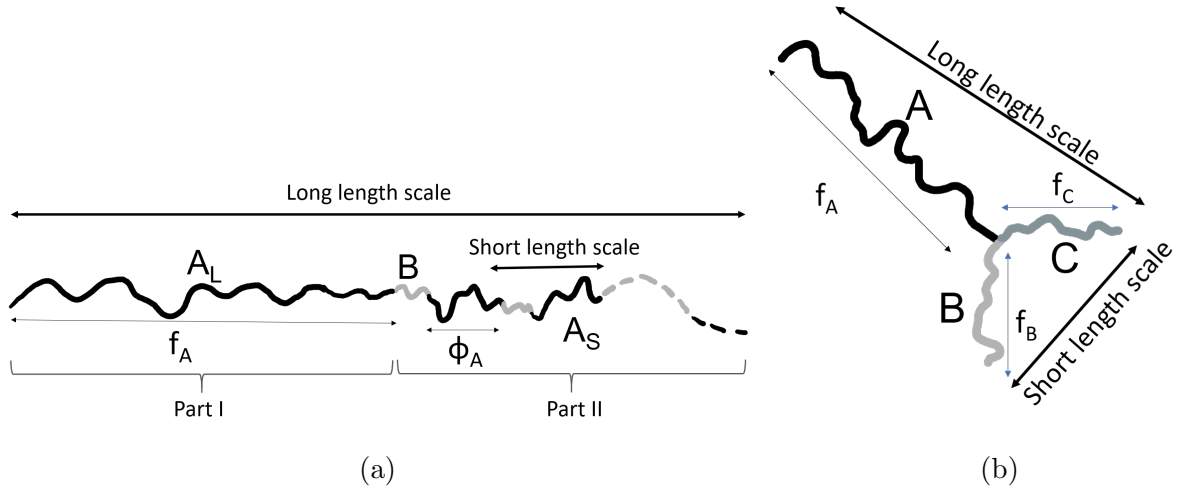 Long length scale
Short length scale
A_L
B
A_S
f_A
ϕ_A
Part I
Part II
(a)
Long length scale
A
f_A
f_C
C
B
f_B
Short length scale
(b)